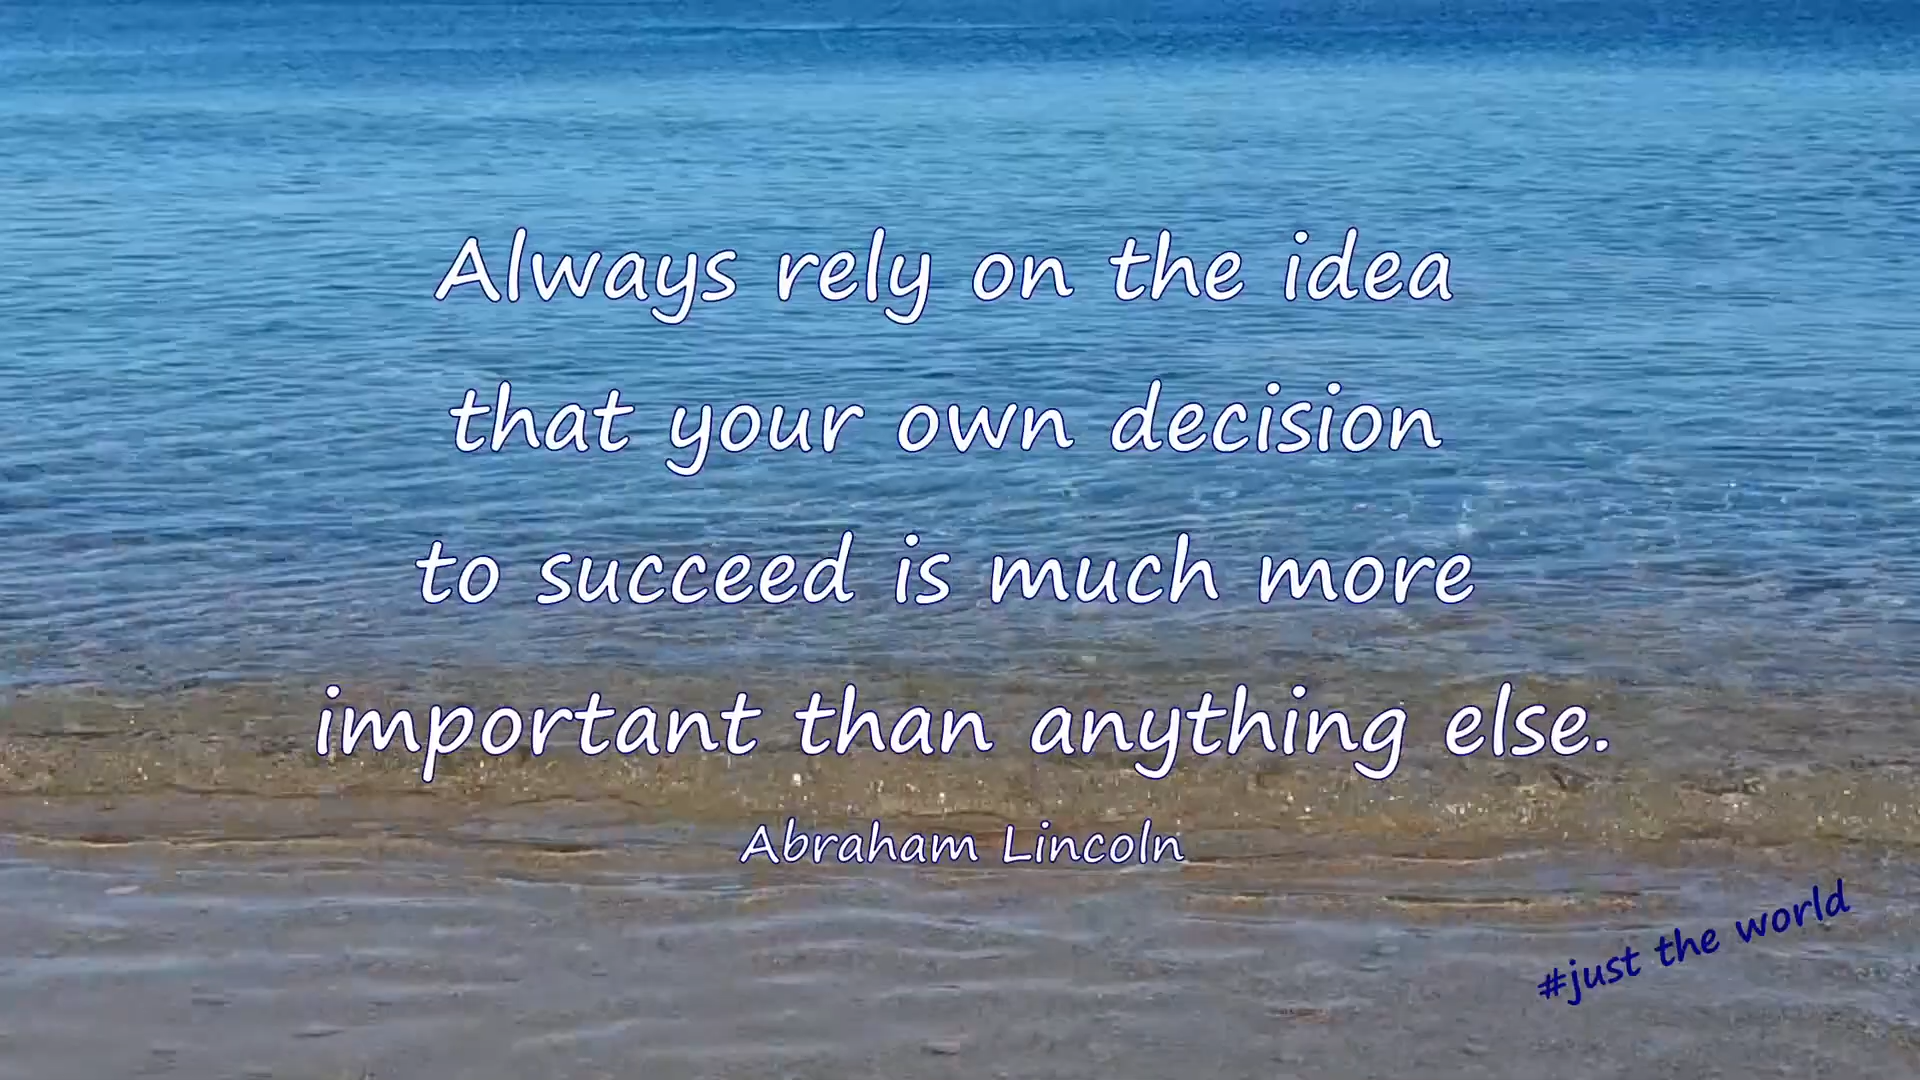 Always rely on the idea
that your own decision
to succeed is much more
important than anything else.
Abraham Lincoln
#just the world